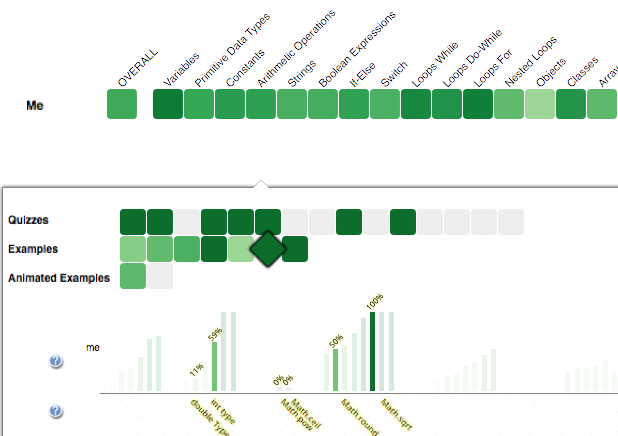 OVERALL
Variables
Primitive Data Types
Constants
Arithmetic Operations
Strings
Boolean Expressions
If-Else
Switch
Loops While
Loops Do-While
Loops For
Nested Loops
Objects
Classes
Array
Me
Quizzes
Examples
Animated Examples
me
11%
59%
0%
0%
50%
100%
?
double Type
int type
Math.pow
Math.ceil
Math.round
Math.sqrt
?